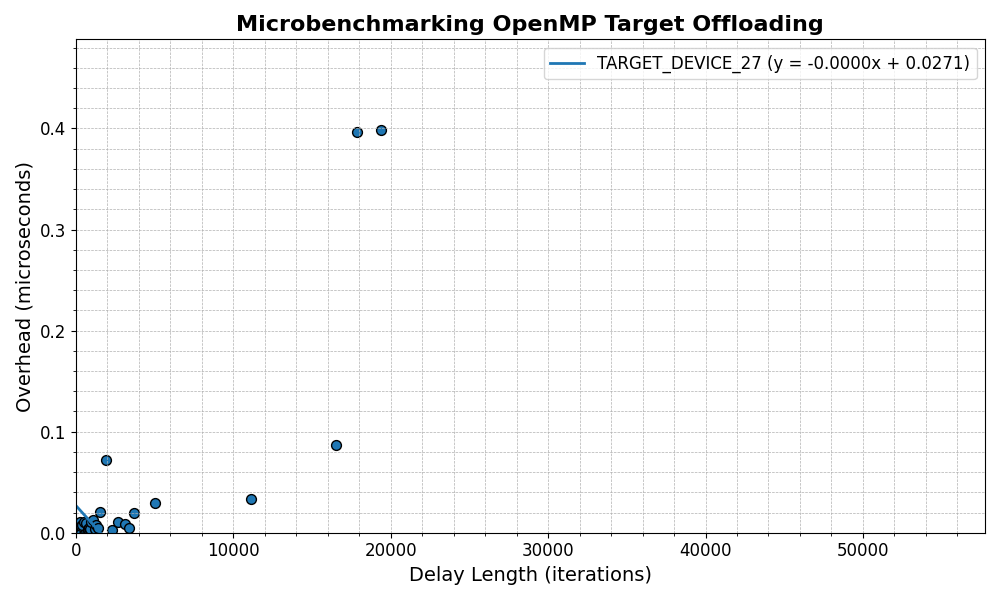 Microbenchmarking OpenMP Target Offloading
TARGET_DEVICE_27 (y = -0.0000x + 0.0271)
Overhead (microseconds)
0.4
0.3
0.2
0.1
0.0
0 10000 20000 30000 40000 50000
Delay Length (iterations)